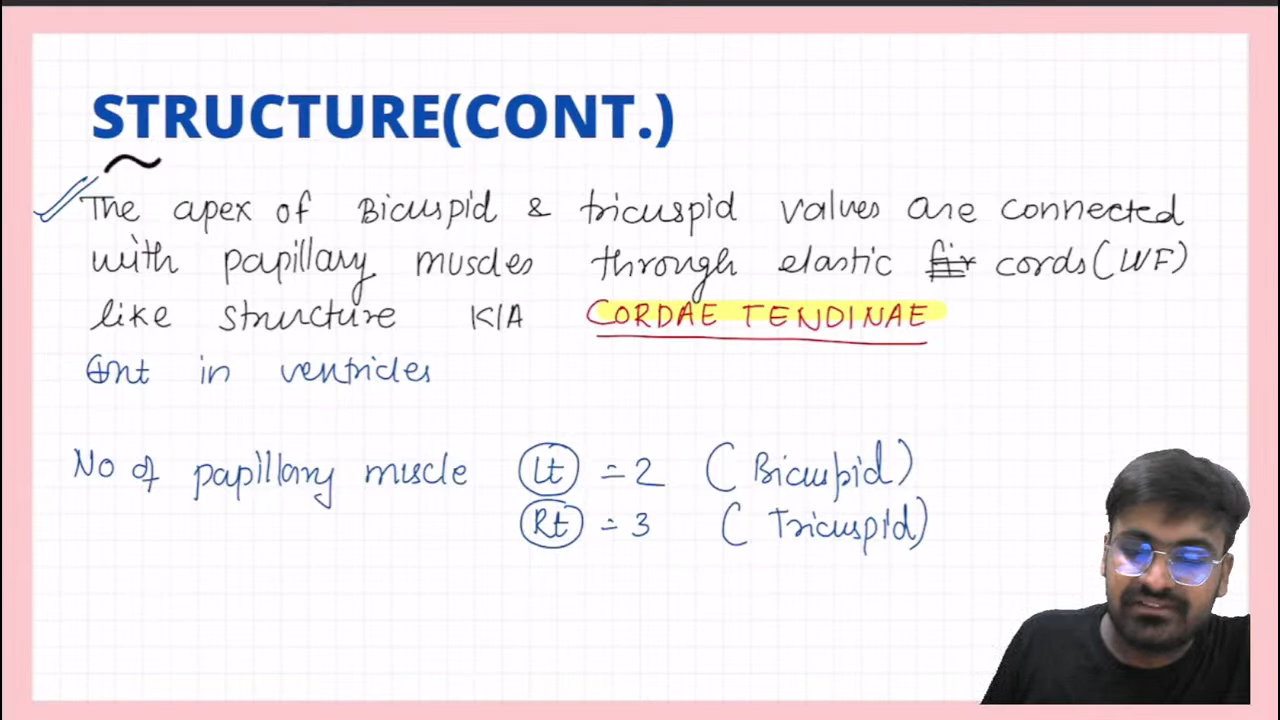 STRUCTURE(CONT.)
The apex of Bicuspid & tricuspid valves are connected
with papillary muscles through elastic cords(WF)
like structure K/A CORDAE TENDINAE
⊕nt in ventricles
No of papillary muscle Lt = 2 (Bicuspid)
Rt = 3 (Tricuspid)